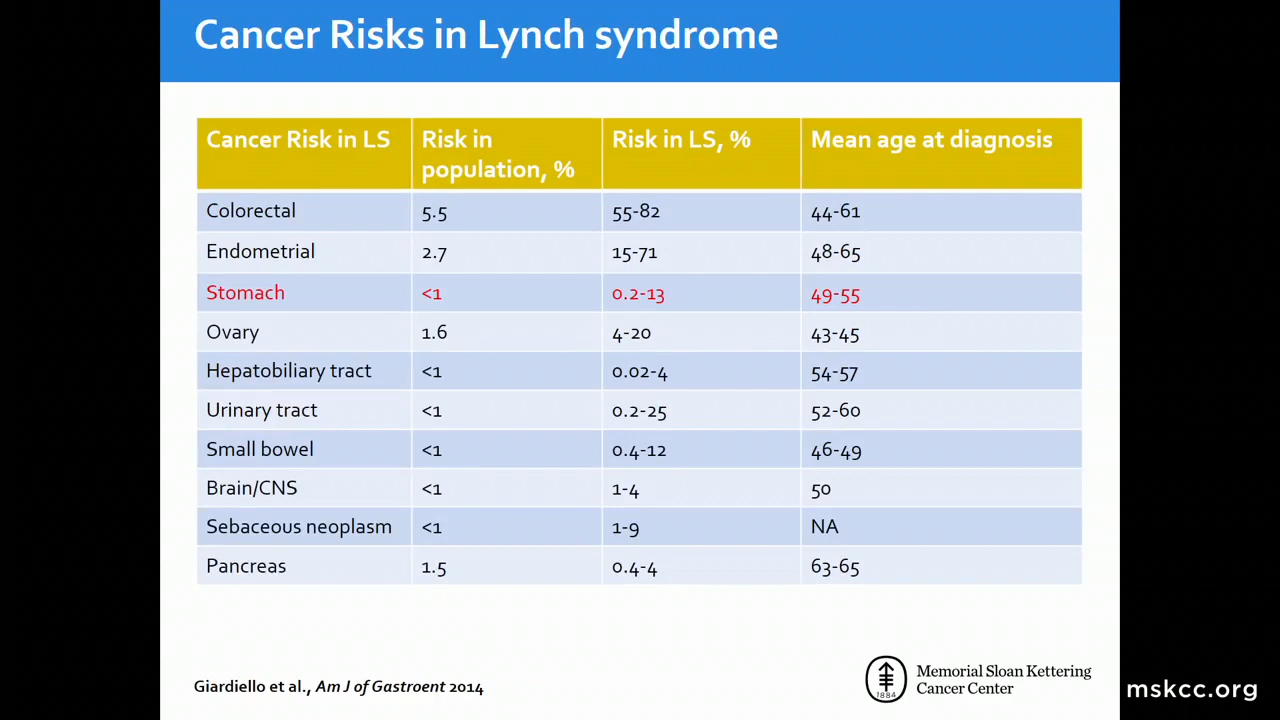 Cancer Risks in Lynch syndrome
Cancer Risk in LS Risk in population, % Risk in LS, % Mean age at diagnosis
Colorectal 5.5 55-82 44-61
Endometrial 2.7 15-71 48-65
Stomach <1 0.2-13 49-55
Ovary 1.6 4-20 43-45
Hepatobiliary tract <1 0.02-4 54-57
Urinary tract <1 0.2-25 52-60
Small bowel <1 0.4-12 46-49
Brain/CNS <1 1-4 50
Sebaceous neoplasm <1 1-9 NA
Pancreas 1.5 0.4-4 63-65
Giardiello et al., Am J of Gastroent 2014
1884
Memorial Sloan Kettering
Cancer Center
mskcc.org